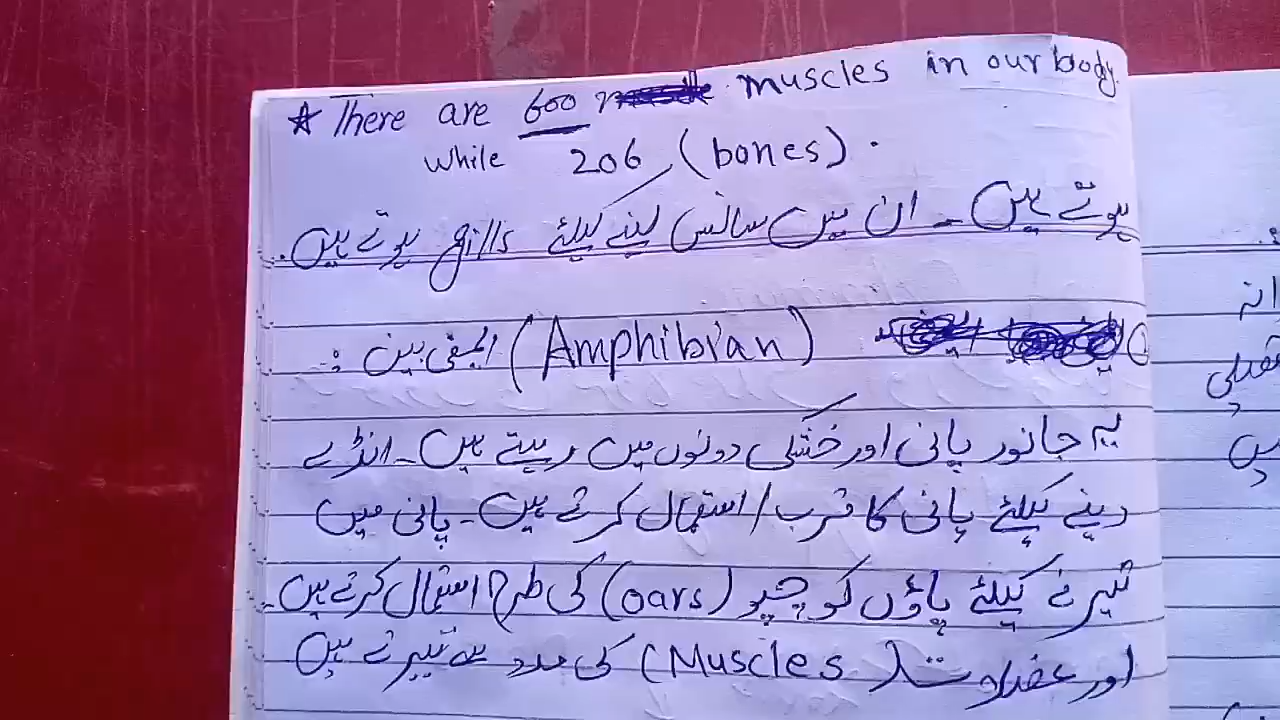 ☆ There are 600 muscles in our body.
while 206 (bones).
ہوتے ہیں۔ ان میں سانس لینے کیلئے gills ہوتے ہیں۔
(Amphibian) ایمفی بین :
یہ جانور پانی اور خشکی دونوں میں رہتے ہیں۔ انڈے
دینے کیلئے پانی کا قرب/استعمال کرتے ہیں۔ پانی میں
تیرنے کیلئے پاؤں کو چپو (oars) کی طرح استعمال کرتے ہیں۔
اور عضلات (Muscles) کی مدد سے تیرتے ہیں